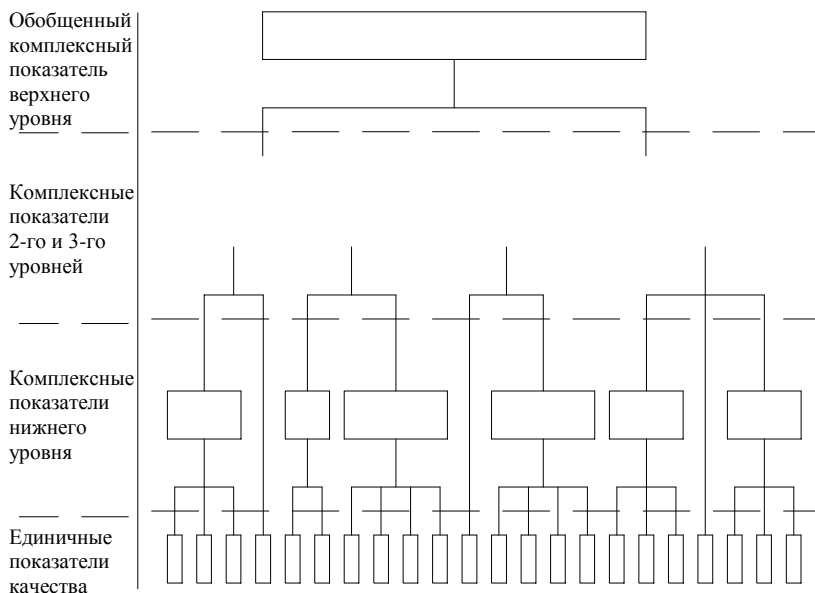 Обобщенный
комплексный
показатель
верхнего
уровня
Комплексные
показатели
2-го и 3-го
уровней
Комплексные
показатели
нижнего
уровня
Единичные
показатели
качества